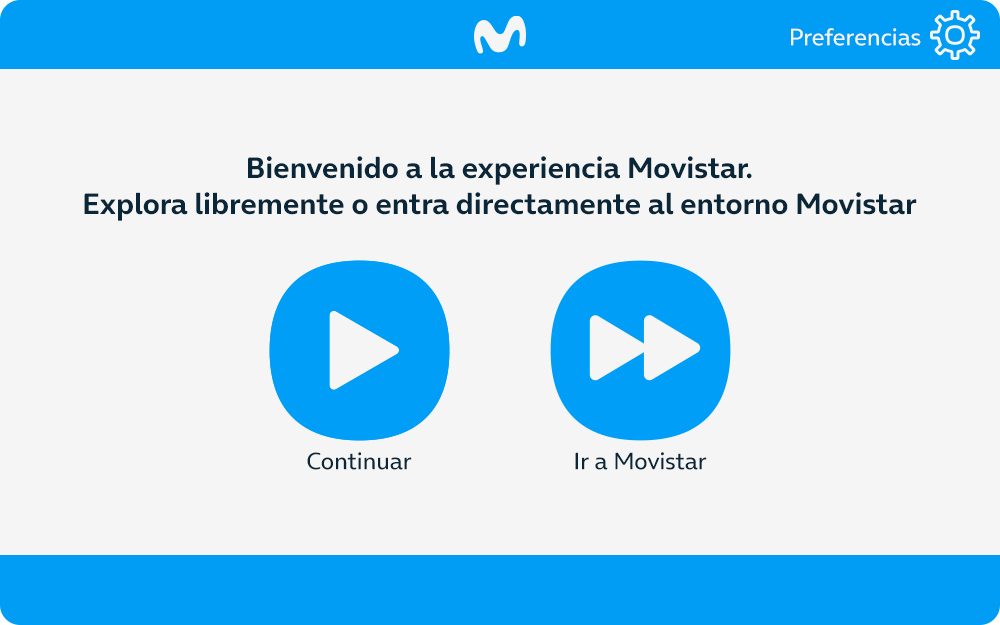 Preferencias
Bienvenido a la experiencia Movistar.
Explora libremente o entra directamente al entorno Movistar
Continuar
Ir a Movistar